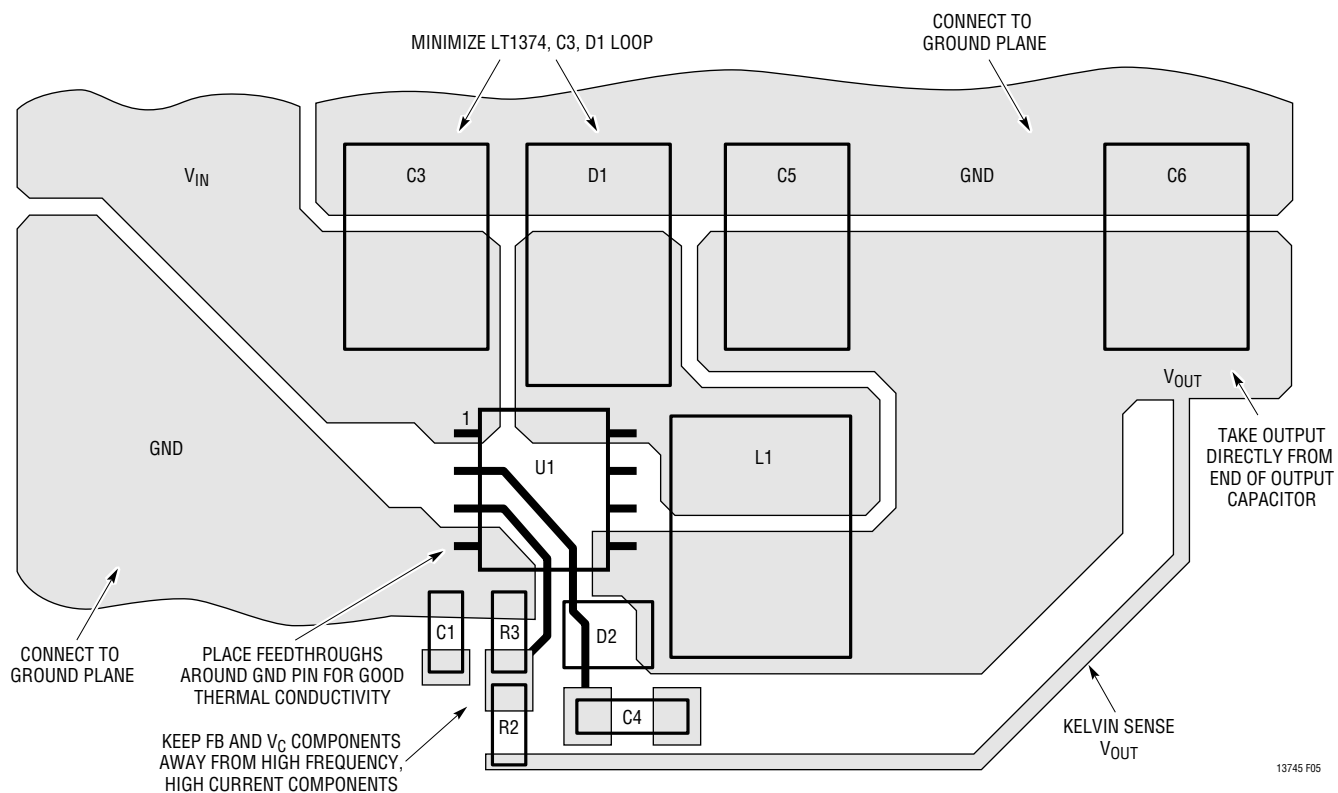 CONNECT TO
GROUND PLANE
MINIMIZE LT1374, C3, D1 LOOP
VIN
C3
D1
C5
GND
C6
VOUT
1
U1
L1
GND
TAKE OUTPUT
DIRECTLY FROM
END OF OUTPUT
CAPACITOR
C1
R3
D2
CONNECT TO
GROUND PLANE
PLACE FEEDTHROUGHS
AROUND GND PIN FOR GOOD
THERMAL CONDUCTIVITY
R2
C4
KEEP FB AND VC COMPONENTS
AWAY FROM HIGH FREQUENCY,
HIGH CURRENT COMPONENTS
KELVIN SENSE
VOUT
13745 F05